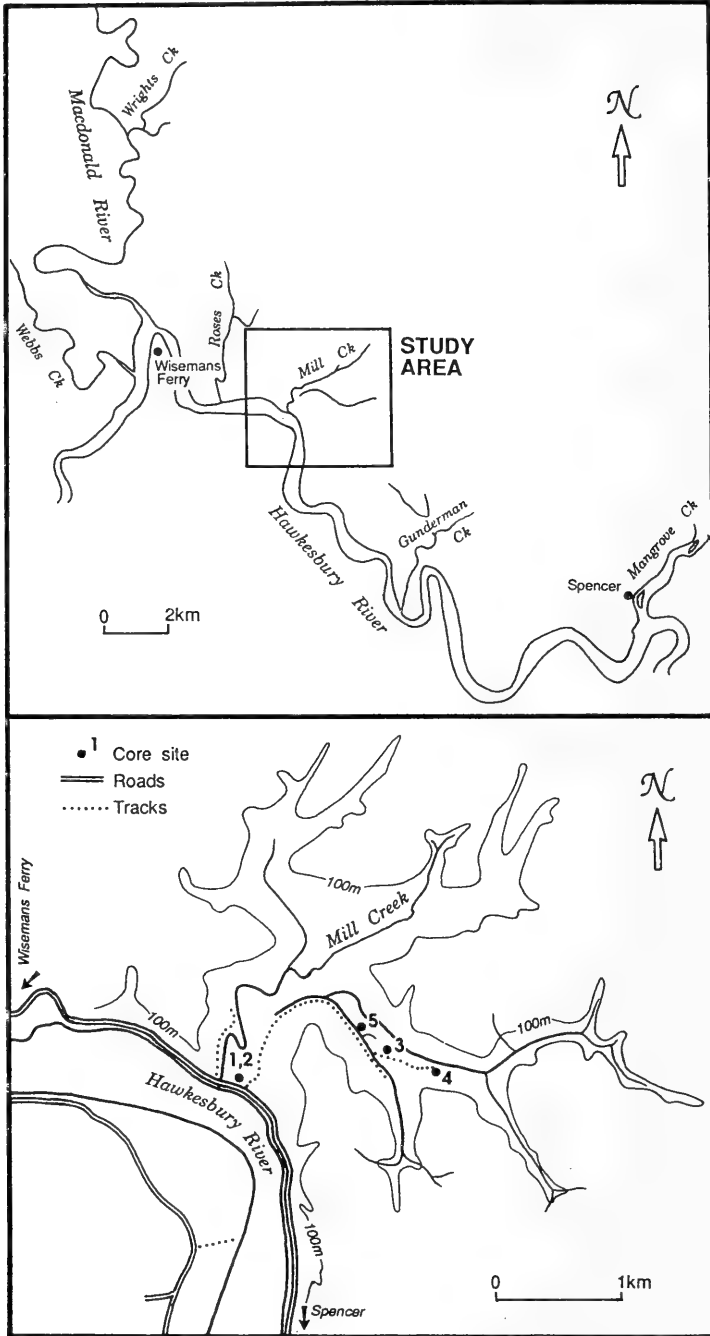 N
Macdonald River
Wrights Ck
Webbs Ck
Wisemans
Ferry
Roses Ck
Mill Ck
STUDY
AREA
Hawkesbury River
Gunderman
Ck
Spencer
Mangrove Ck
0 2km
1 Core site
Roads
Tracks
N
Wisemans Ferry
100m
Mill Creek
100m
100m
1,2
5
3
4
Hawkesbury River
100m
Spencer
0 1km